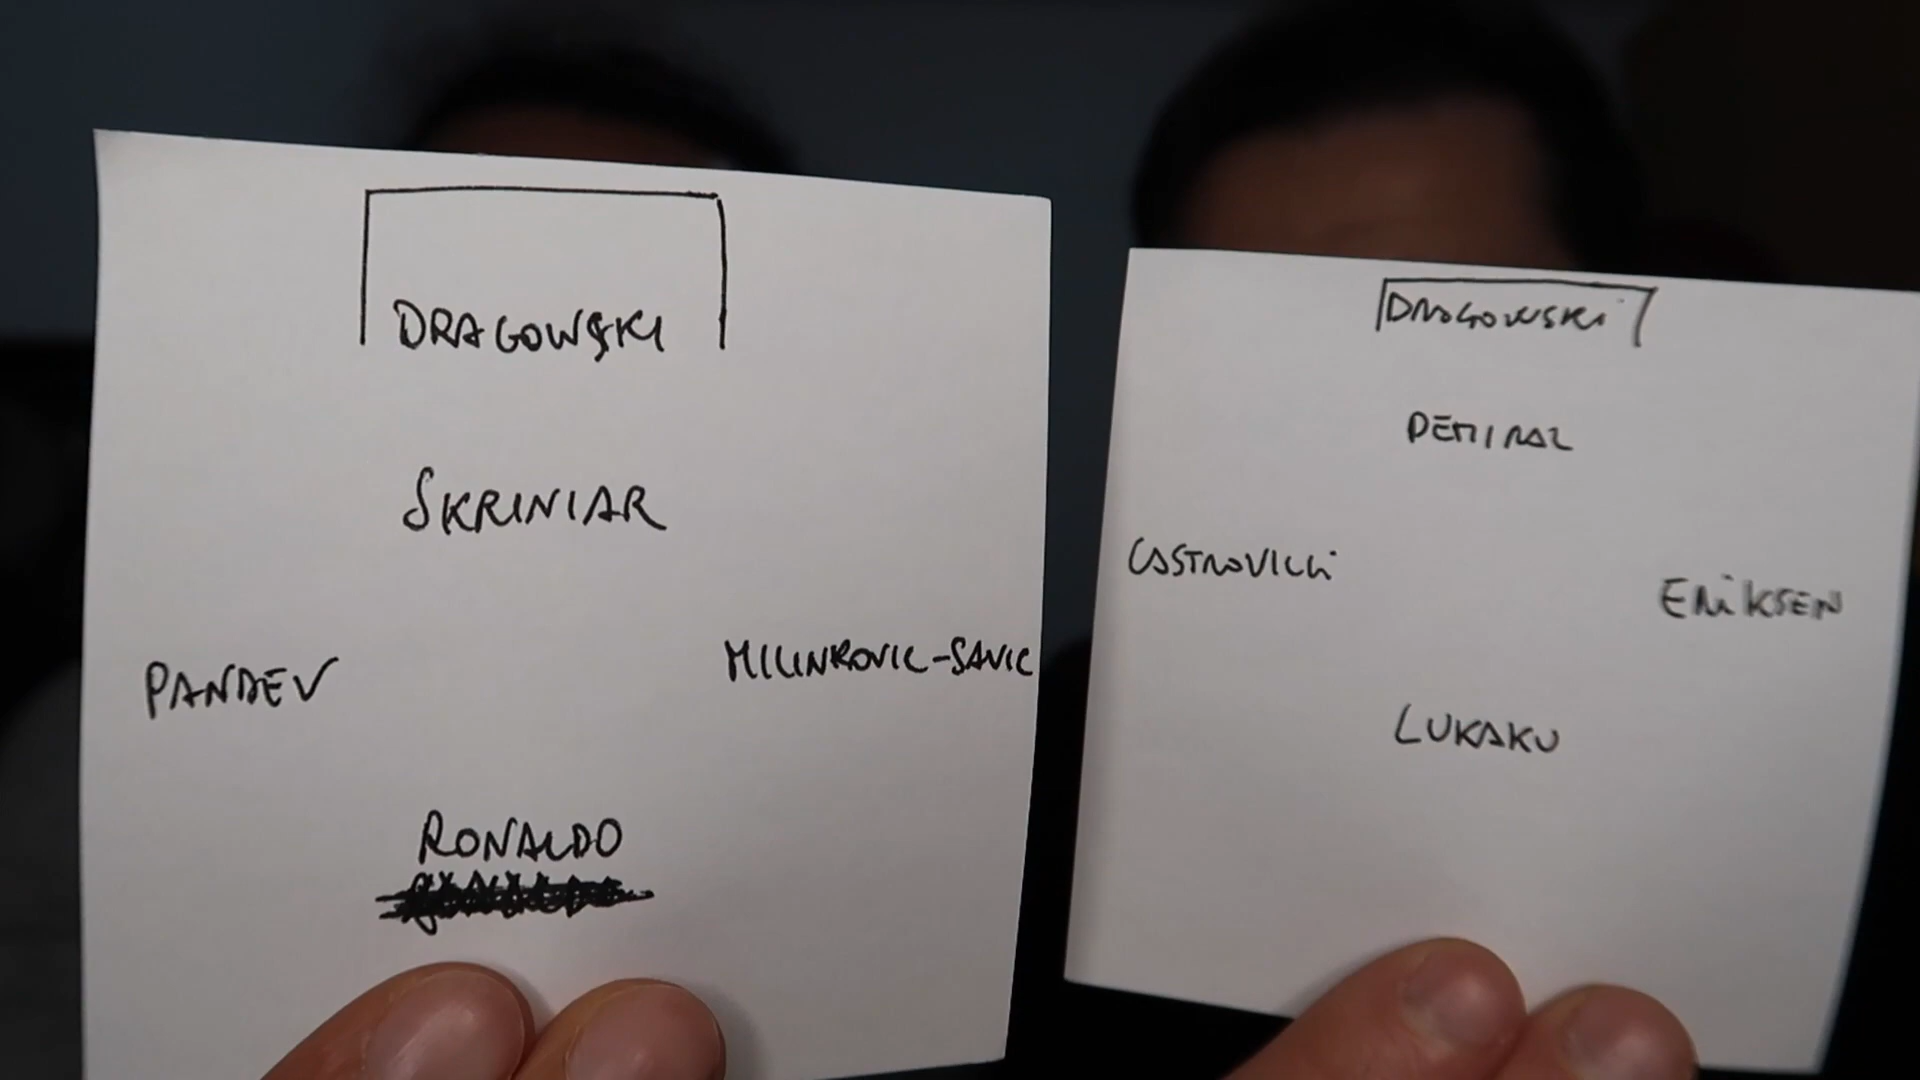 DRAGOWSKI
SKRINIAR
PANDEV
MILINKOVIC-SAVIC
RONALDO
DRAGOWSKI
DEMIRAL
CASTROVILLI
ERIKSEN
LUKAKU